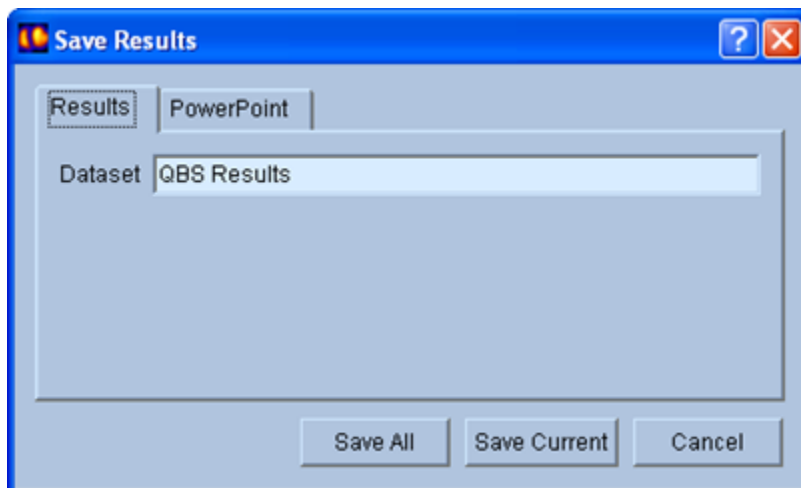 Save Results
?
Results PowerPoint
Dataset QBS Results
Save All Save Current Cancel